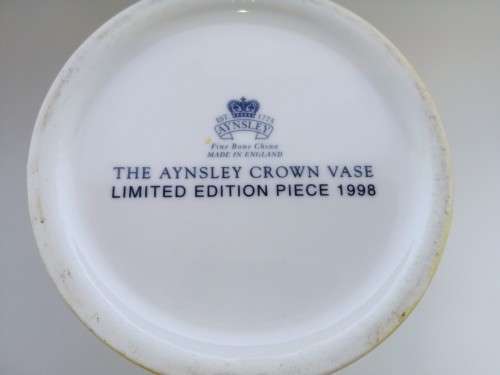 EST 1775
AYNSLEY
Fine Bone China
MADE IN ENGLAND
THE AYNSLEY CROWN VASE
LIMITED EDITION PIECE 1998